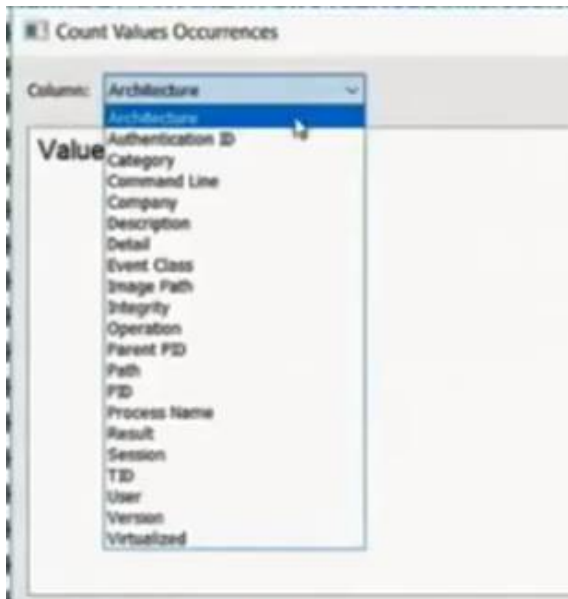 Count Values Occurrences
Column: Architecture
Architecture
Value
Authentication ID
Category
Command Line
Company
Description
Detail
Event Class
Image Path
Integrity
Operation
Parent PID
Path
PID
Process Name
Result
Session
TID
User
Version
Virtualized